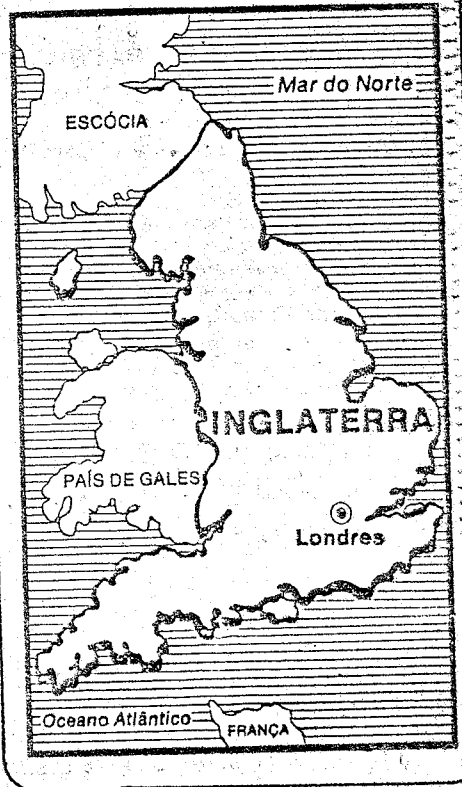 Mar do Norte
ESCÓCIA
INGLATERRA
PAÍS DE GALES
Londres
Oceano Atlântico
FRANÇA